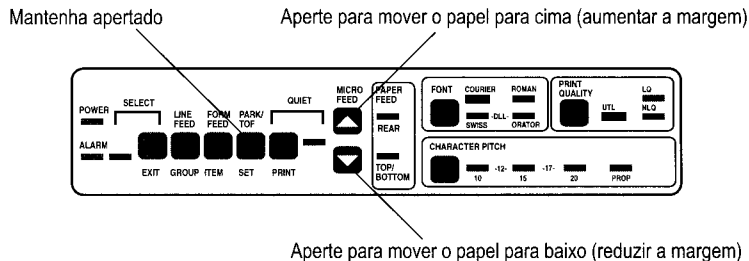 Mantenha apertado
Aperte para mover o papel para cima (aumentar a margem)
POWER
SELECT
LINE FEED
FORM FEED
PARK/TOF
QUIET
MICRO FEED
PAPER FEED
REAR
TOP/BOTTOM
ALARM
EXIT GROUP ITEM SET PRINT
FONT
COURIER ROMAN
SWISS -DLL- ORATOR
PRINT QUALITY
UTL
LQ
NLQ
CHARACTER PITCH
-12- -17-
10 15 20 PROP
Aperte para mover o papel para baixo (reduzir a margem)